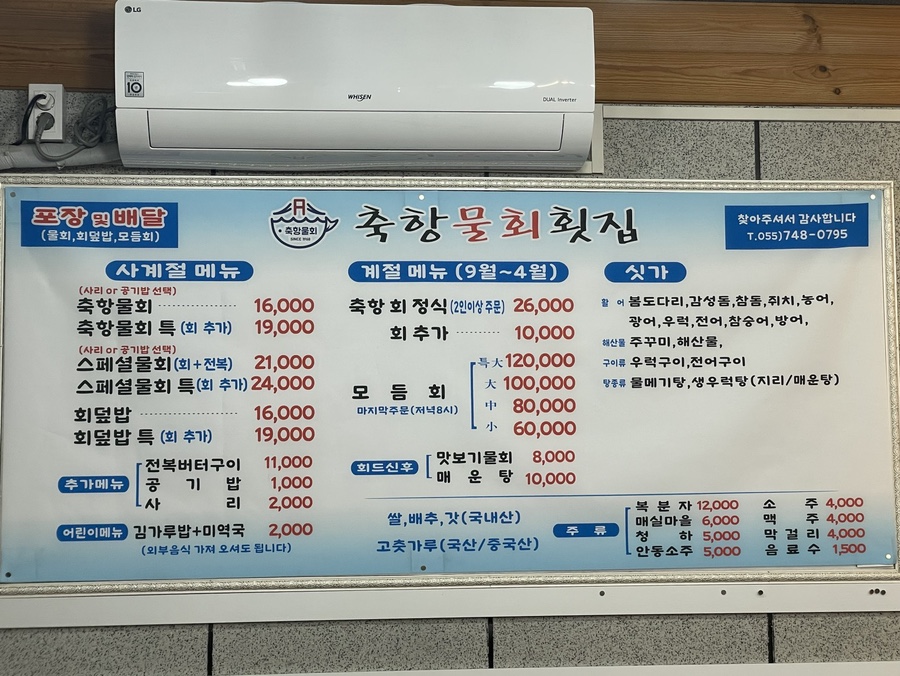 LG
10
WHISEN
DUAL Inverter
포장 및 배달
(물회,회덮밥,모듬회)
축항물회
SINCE
축항물회횟집
찾아주셔서 감사합니다
T.055)748-0795
사계절 메뉴
(사리 or 공기밥 선택)
축항물회 16,000
축항물회 특 (회 추가) 19,000
(사리 or 공기밥 선택)
스페셜물회(회+전복) 21,000
스페셜물회 특(회 추가) 24,000
회덮밥 16,000
회덮밥 특 (회 추가) 19,000
추가메뉴
전복버터구이 11,000
공기밥 1,000
사리 2,000
어린이메뉴 김가루밥+미역국 2,000
(외부음식 가져 오셔도 됩니다)
계절 메뉴 (9월~4월)
축항 회 정식(2인이상 주문) 26,000
회 추가 10,000
모듬회
마지막주문(저녁8시)
특大 120,000
大 100,000
中 80,000
小 60,000
회드신후
맛보기물회 8,000
매운탕 10,000
쌀,배추,갓(국내산)
고춧가루(국산/중국산)
싯가
활어 봄도다리,감성돔,참돔,쥐치,농어,
광어,우럭,전어,참숭어,방어,
해산물 주꾸미,해산물,
구이류 우럭구이,전어구이
탕종류 물메기탕,생우럭탕(지리/매운탕)
주류
복분자 12,000 소주 4,000
매실마을 6,000 맥주 4,000
청하 5,000 막걸리 4,000
안동소주 5,000 음료수 1,500